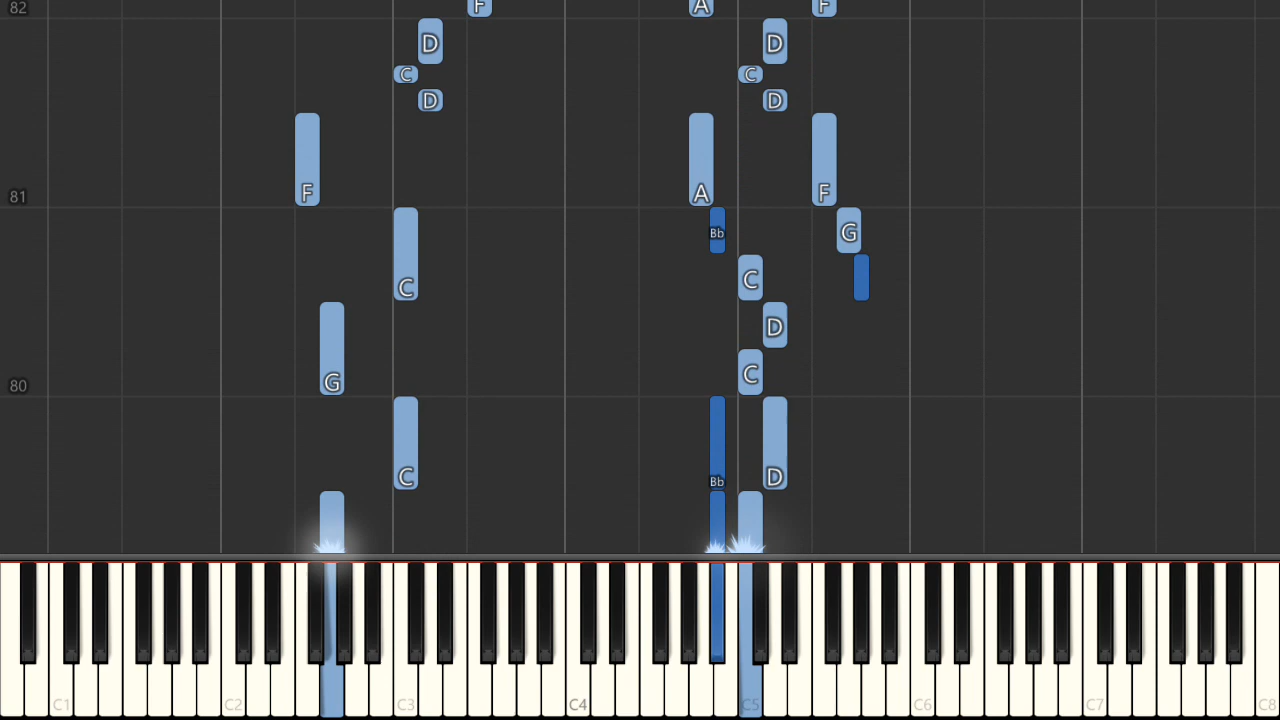 82 F A F
D D
C C
D D
81 F A F
Bb G
C C
D
80 G C
C Bb D
C1 C2 C3 C4 C5 C6 C7 C8